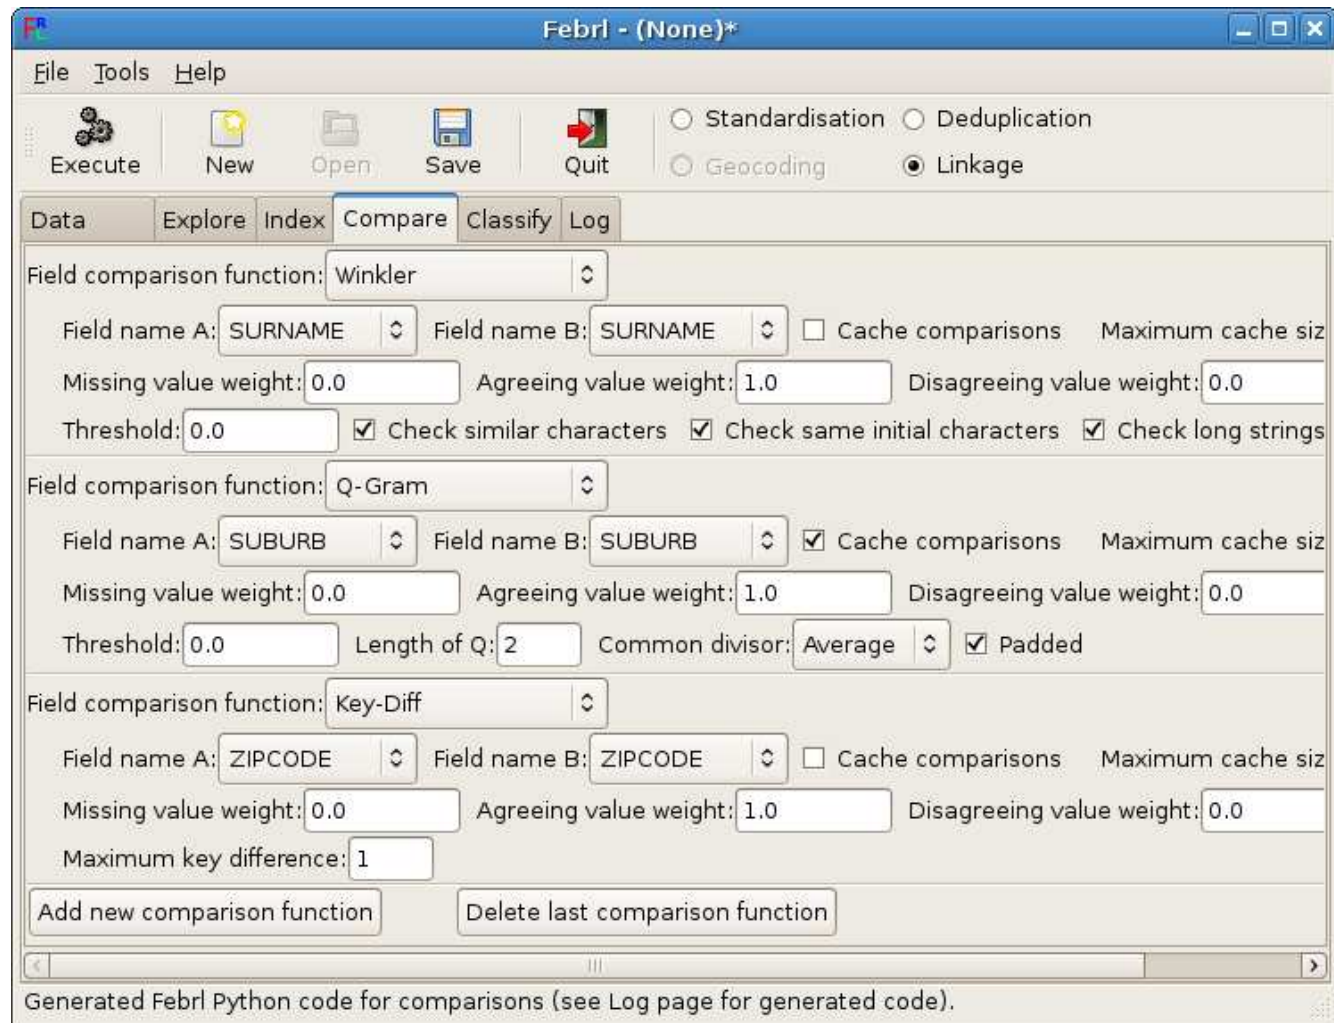 Febrl - (None)*
File Tools Help
Execute New Open Save Quit
Standardisation Deduplication
Geocoding Linkage
Data Explore Index Compare Classify Log
Field comparison function: Winkler
Field name A: SURNAME Field name B: SURNAME Cache comparisons Maximum cache siz
Missing value weight: 0.0 Agreeing value weight: 1.0 Disagreeing value weight: 0.0
Threshold: 0.0 Check similar characters Check same initial characters Check long strings
Field comparison function: Q-Gram
Field name A: SUBURB Field name B: SUBURB Cache comparisons Maximum cache siz
Missing value weight: 0.0 Agreeing value weight: 1.0 Disagreeing value weight: 0.0
Threshold: 0.0 Length of Q: 2 Common divisor: Average Padded
Field comparison function: Key-Diff
Field name A: ZIPCODE Field name B: ZIPCODE Cache comparisons Maximum cache siz
Missing value weight: 0.0 Agreeing value weight: 1.0 Disagreeing value weight: 0.0
Maximum key difference: 1
Add new comparison function Delete last comparison function
Generated Febrl Python code for comparisons (see Log page for generated code).